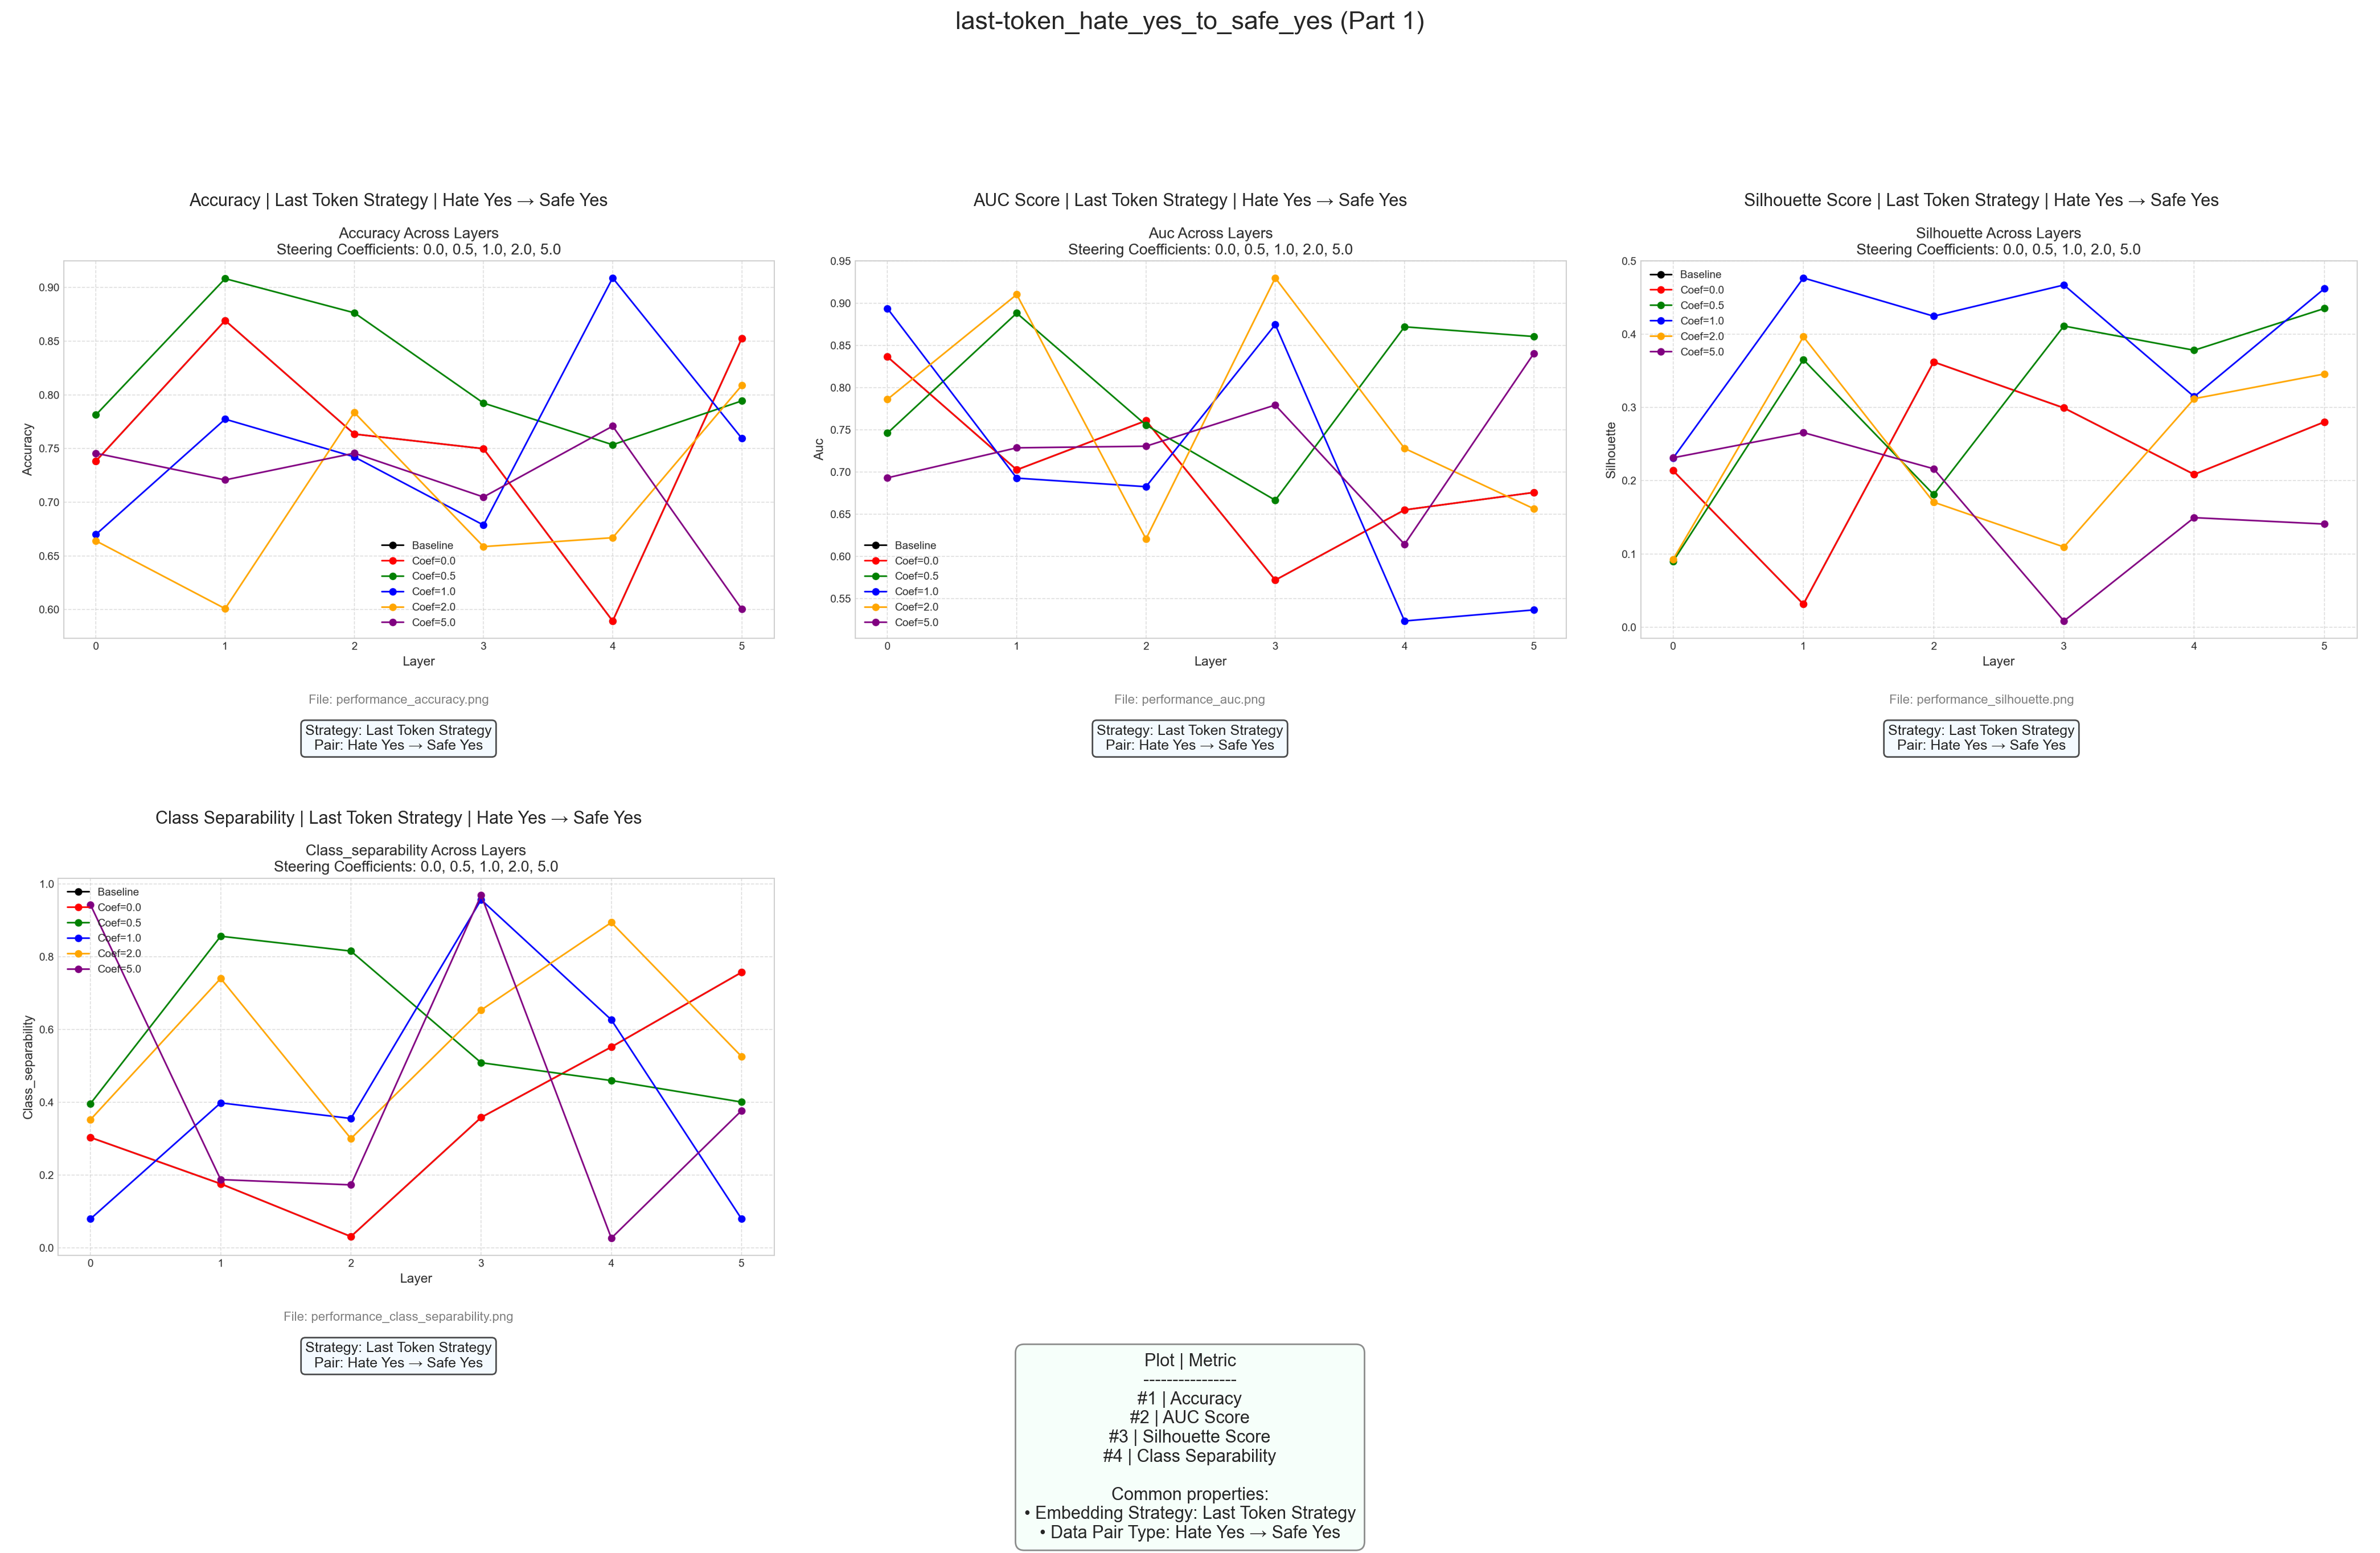 last-token_hate_yes_to_safe_yes (Part 1)
Accuracy | Last Token Strategy | Hate Yes → Safe Yes
Accuracy Across Layers
Steering Coefficients: 0.0, 0.5, 1.0, 2.0, 5.0
0.90
0.85
0.80
0.75
0.70
0.65
0.60
Accuracy
Baseline
Coef=0.0
Coef=0.5
Coef=1.0
Coef=2.0
Coef=5.0
0 1 2 3 4 5
Layer
File: performance_accuracy.png
Strategy: Last Token Strategy
Pair: Hate Yes → Safe Yes
AUC Score | Last Token Strategy | Hate Yes → Safe Yes
Auc Across Layers
Steering Coefficients: 0.0, 0.5, 1.0, 2.0, 5.0
0.95
0.90
0.85
0.80
0.75
0.70
0.65
0.60
0.55
Auc
Baseline
Coef=0.0
Coef=0.5
Coef=1.0
Coef=2.0
Coef=5.0
0 1 2 3 4 5
Layer
File: performance_auc.png
Strategy: Last Token Strategy
Pair: Hate Yes → Safe Yes
Silhouette Score | Last Token Strategy | Hate Yes → Safe Yes
Silhouette Across Layers
Steering Coefficients: 0.0, 0.5, 1.0, 2.0, 5.0
0.5
0.4
0.3
0.2
0.1
0.0
Silhouette
Baseline
Coef=0.0
Coef=0.5
Coef=1.0
Coef=2.0
Coef=5.0
0 1 2 3 4 5
Layer
File: performance_silhouette.png
Strategy: Last Token Strategy
Pair: Hate Yes → Safe Yes
Class Separability | Last Token Strategy | Hate Yes → Safe Yes
Class_separability Across Layers
Steering Coefficients: 0.0, 0.5, 1.0, 2.0, 5.0
1.0
0.8
0.6
0.4
0.2
0.0
Class_separability
Baseline
Coef=0.0
Coef=0.5
Coef=1.0
Coef=2.0
Coef=5.0
0 1 2 3 4 5
Layer
File: performance_class_separability.png
Strategy: Last Token Strategy
Pair: Hate Yes → Safe Yes
Plot | Metric
----------------
#1 | Accuracy
#2 | AUC Score
#3 | Silhouette Score
#4 | Class Separability
Common properties:
• Embedding Strategy: Last Token Strategy
• Data Pair Type: Hate Yes → Safe Yes